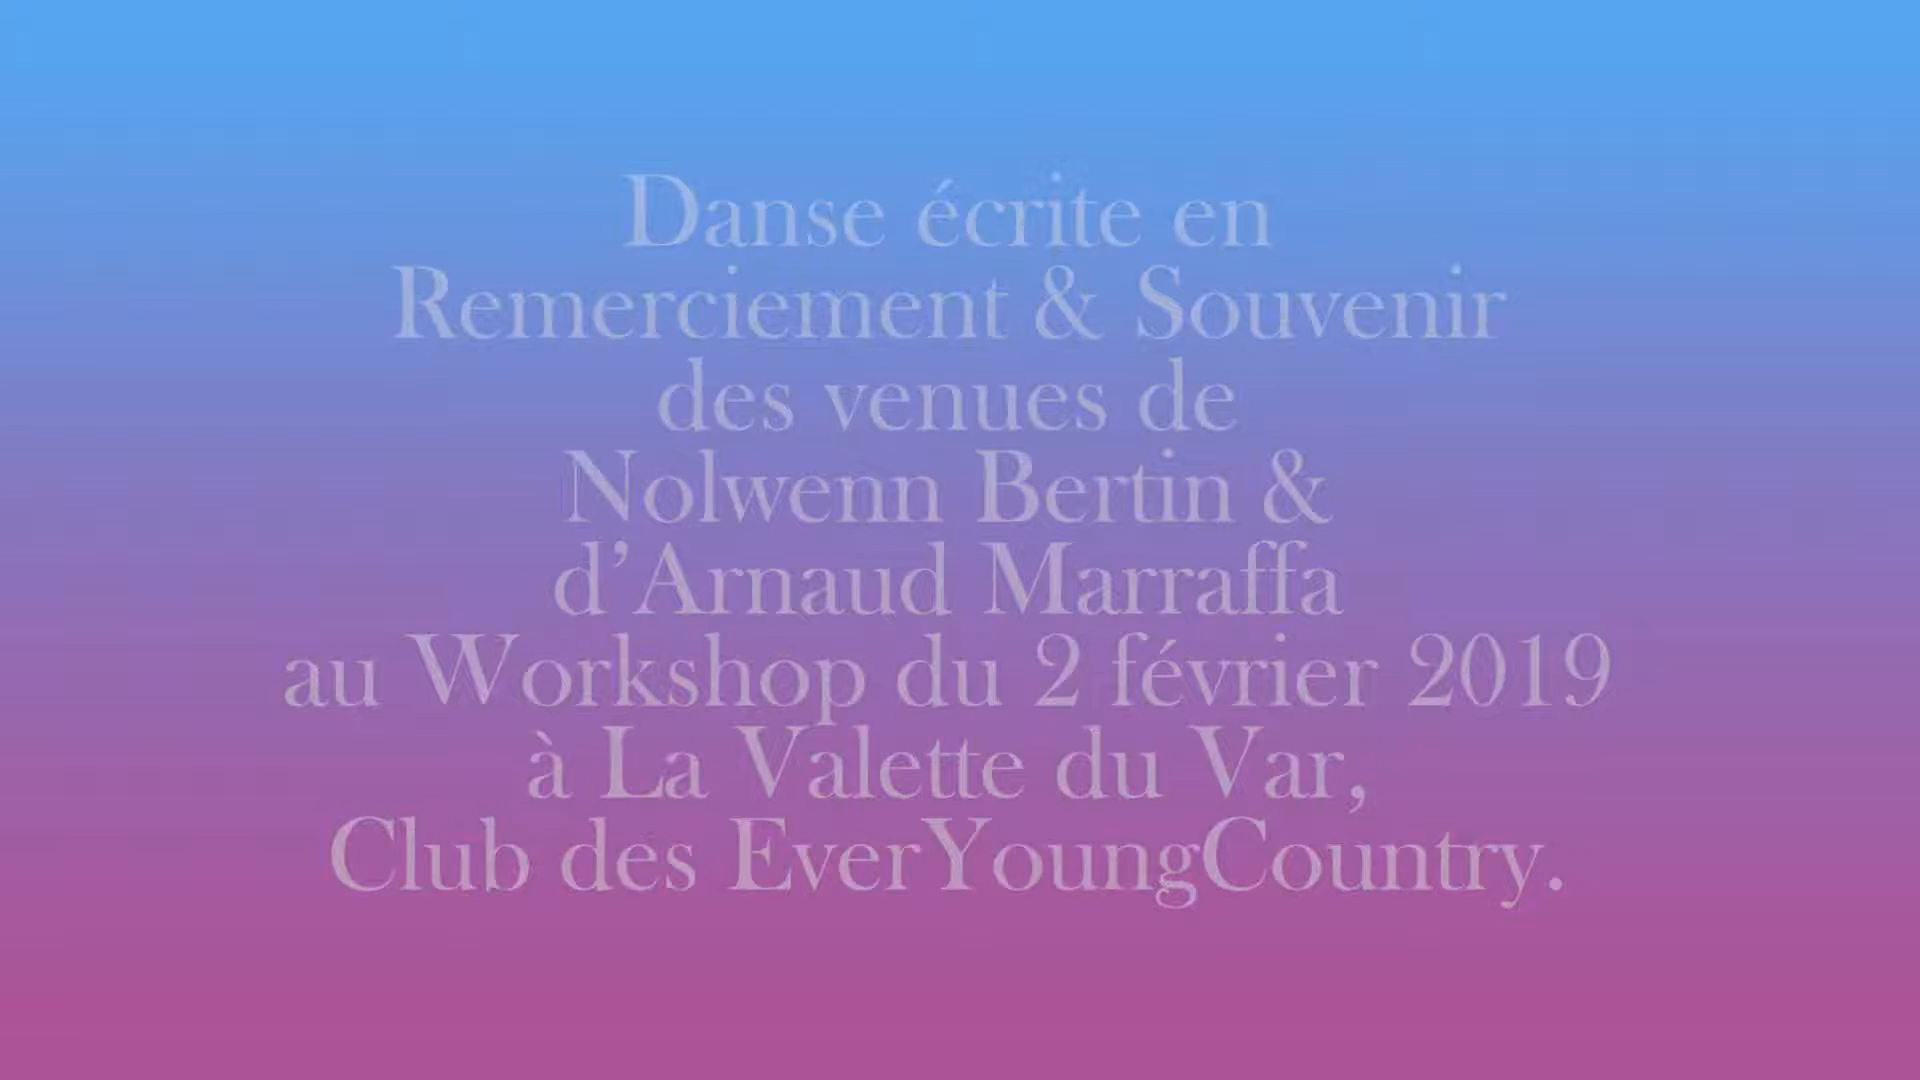 Danse écrite en
Remerciement & Souvenir
des venues de
Nolwenn Bertin &
d’Arnaud Marraffa
au Workshop du 2 février 2019
à La Valette du Var,
Club des EverYoungCountry.